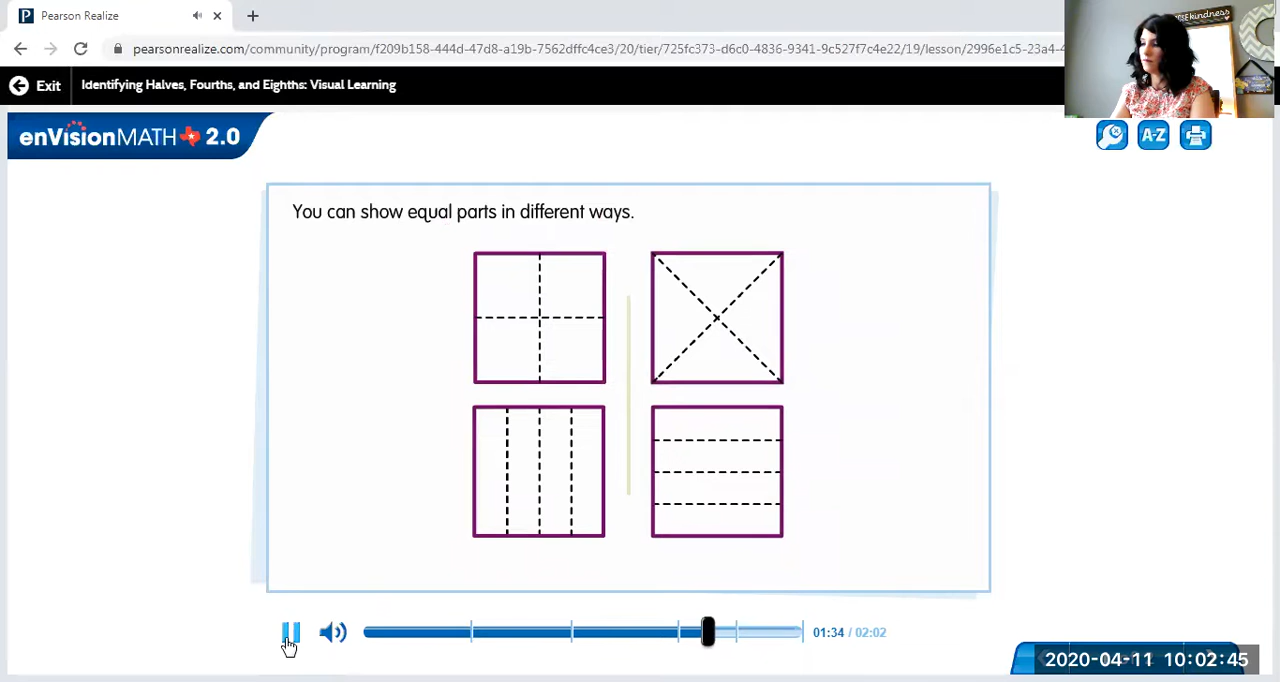 Pearson Realize
pearsonrealize.com/community/program/f209b158-444d-47d8-a19b-7562dffc4ce3/20/tier/725fc373-d6c0-4836-9341-9c527f7c4e22/19/lesson/2996e1c5-23a4-4
kindness
Exit
Identifying Halves, Fourths, and Eighths: Visual Learning
enVisionMATH 2.0
A-Z
You can show equal parts in different ways.
01:34 / 02:02
2020-04-11 10:02:45